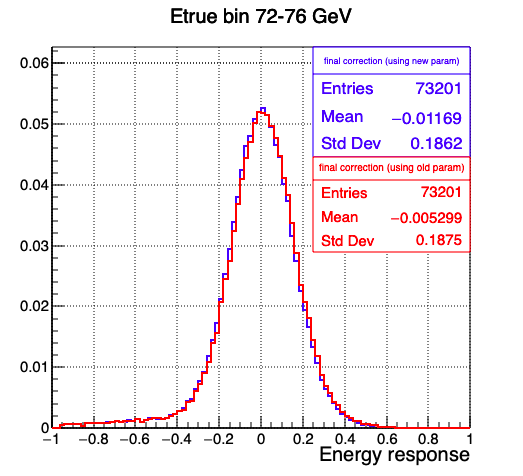 Etrue bin 72-76 GeV
final correction (using new param)
Entries 73201
Mean −0.01169
Std Dev 0.1862
final correction (using old param)
Entries 73201
Mean −0.005299
Std Dev 0.1875
0.06
0.05
0.04
0.03
0.02
0.01
0
−1 −0.8 −0.6 −0.4 −0.2 0 0.2 0.4 0.6 0.8 1
Energy response